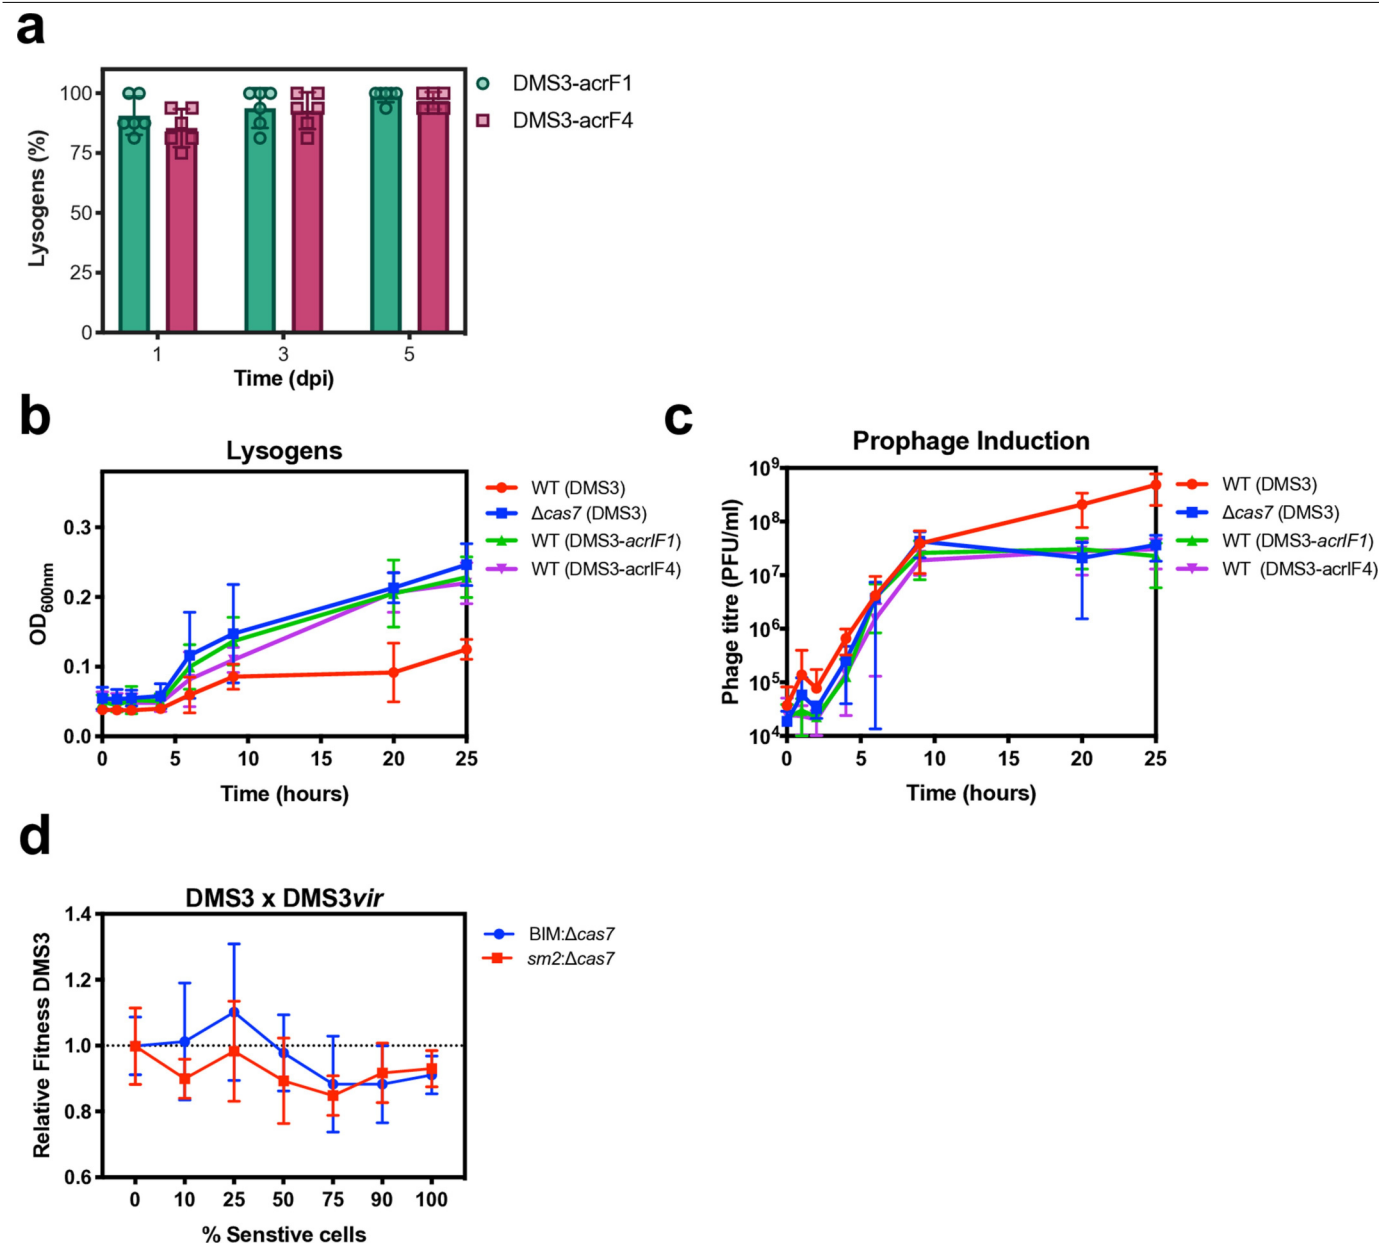 a
DMS3-acrF1
DMS3-acrF4
Lysogens (%)
100
75
50
25
0
1 3 5
Time (dpi)
b
Lysogens
WT (DMS3)
Δcas7 (DMS3)
WT (DMS3-acrIF1)
WT (DMS3-acrIF4)
OD600nm
0.3
0.2
0.1
0.0
0 5 10 15 20 25
Time (hours)
c
Prophage Induction
WT (DMS3)
Δcas7 (DMS3)
WT (DMS3-acrIF1)
WT (DMS3-acrIF4)
Phage titre (PFU/ml)
10⁹
10⁸
10⁷
10⁶
10⁵
10⁴
0 5 10 15 20 25
Time (hours)
d
DMS3 x DMS3vir
BIM:Δcas7
sm2:Δcas7
Relative Fitness DMS3
1.4
1.2
1.0
0.8
0.6
0 10 25 50 75 90 100
% Senstive cells